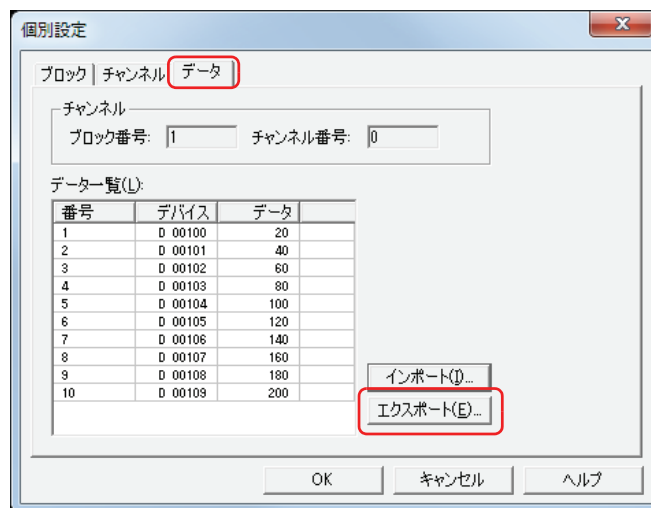 個別設定
ブロック チャンネル データ
チャンネル
ブロック番号: 1 チャンネル番号: 0
データ一覧(L):
番号 デバイス データ
1 D 00100 20
2 D 00101 40
3 D 00102 60
4 D 00103 80
5 D 00104 100
6 D 00105 120
7 D 00106 140
8 D 00107 160
9 D 00108 180
10 D 00109 200
インポート(I)...
エクスポート(E)...
OK キャンセル ヘルプ